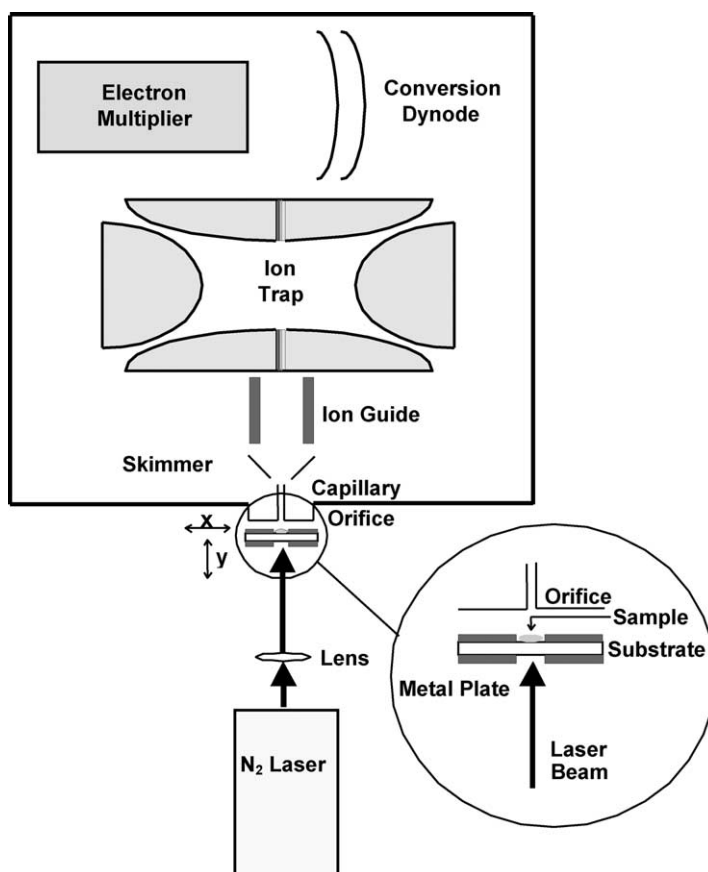 Electron
Multiplier
Conversion
Dynode
Ion
Trap
Ion Guide
Skimmer
Capillary
Orifice
x
y
Orifice
Sample
Substrate
Lens
Metal Plate
N₂ Laser
Laser
Beam